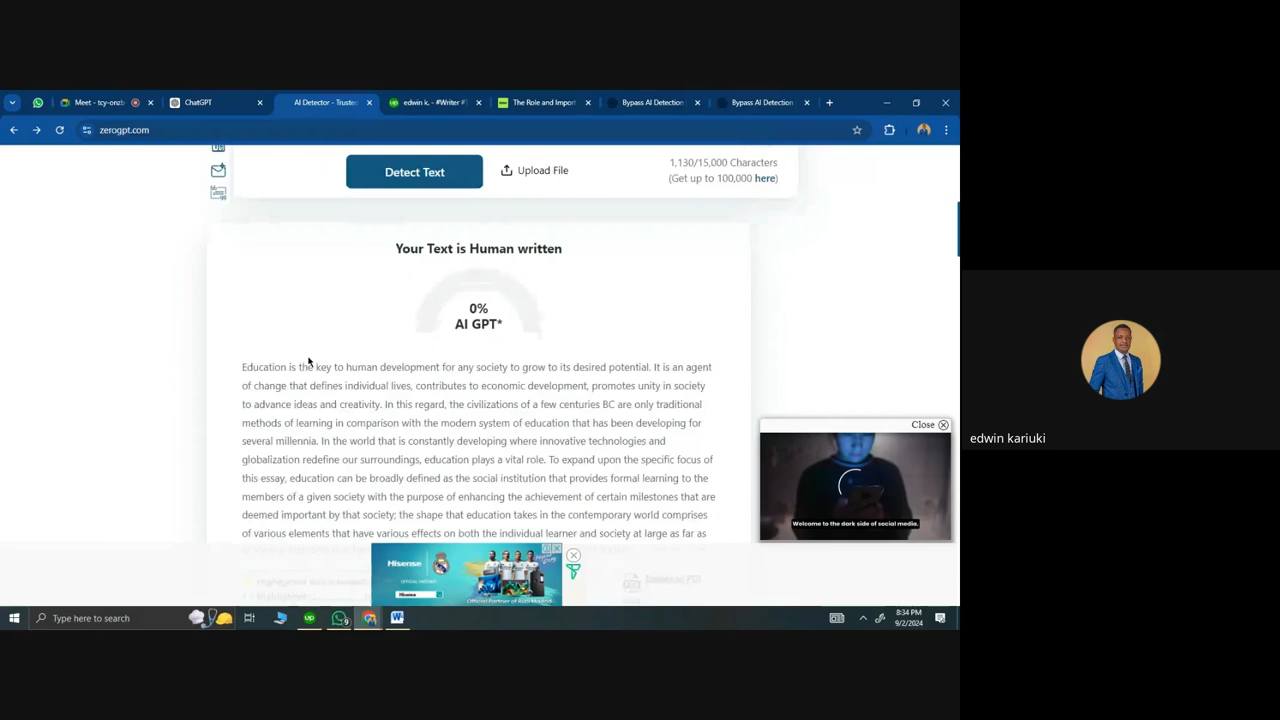 Meet - tcy-onzb
ChatGPT
AI Detector - Trusted
edwin k. - #Writer #
The Role and Import
Bypass AI Detection
Bypass AI Detection
zerogpt.com
Detect Text
Upload File
1,130/15,000 Characters
(Get up to 100,000 here)
Your Text is Human written
0%
AI GPT*
Education is the key to human development for any society to grow to its desired potential. It is an agent
of change that defines individual lives, contributes to economic development, promotes unity in society
to advance ideas and creativity. In this regard, the civilizations of a few centuries BC are only traditional
methods of learning in comparison with the modern system of education that has been developing for
several millennia. In the world that is constantly developing where innovative technologies and
globalization redefine our surroundings, education plays a vital role. To expand upon the specific focus of
this essay, education can be broadly defined as the social institution that provides formal learning to the
members of a given society with the purpose of enhancing the achievement of certain milestones that are
deemed important by that society; the shape that education takes in the contemporary world comprises
of various elements that have various effects on both the individual learner and society at large as far as
Close
Welcome to the dark side of social media.
Hisense
Hisense
Official Partner of Real Madrid
edwin kariuki
Type here to search
9
8:34 PM
9/2/2024